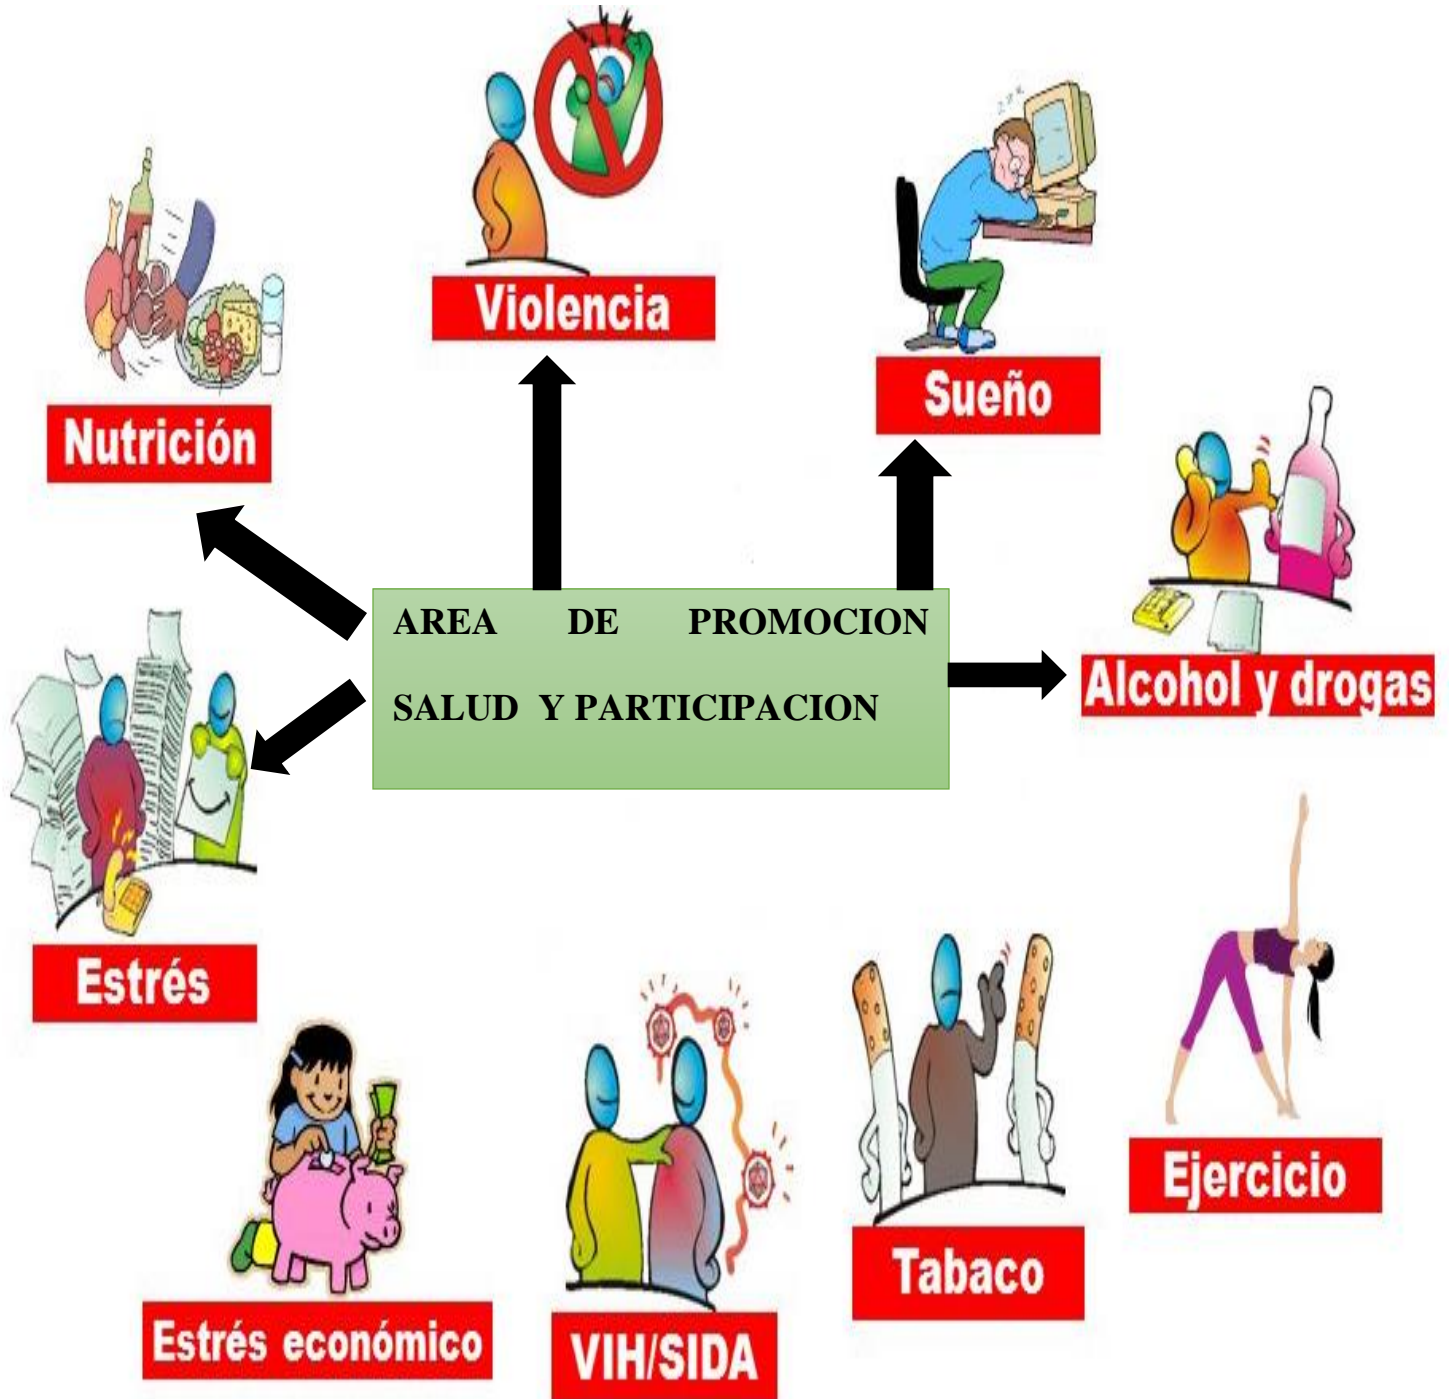 Violencia
Sueño
Nutrición
AREA DE PROMOCION
SALUD Y PARTICIPACION
Alcohol y drogas
Estrés
Ejercicio
Tabaco
Estrés económico
VIH/SIDA